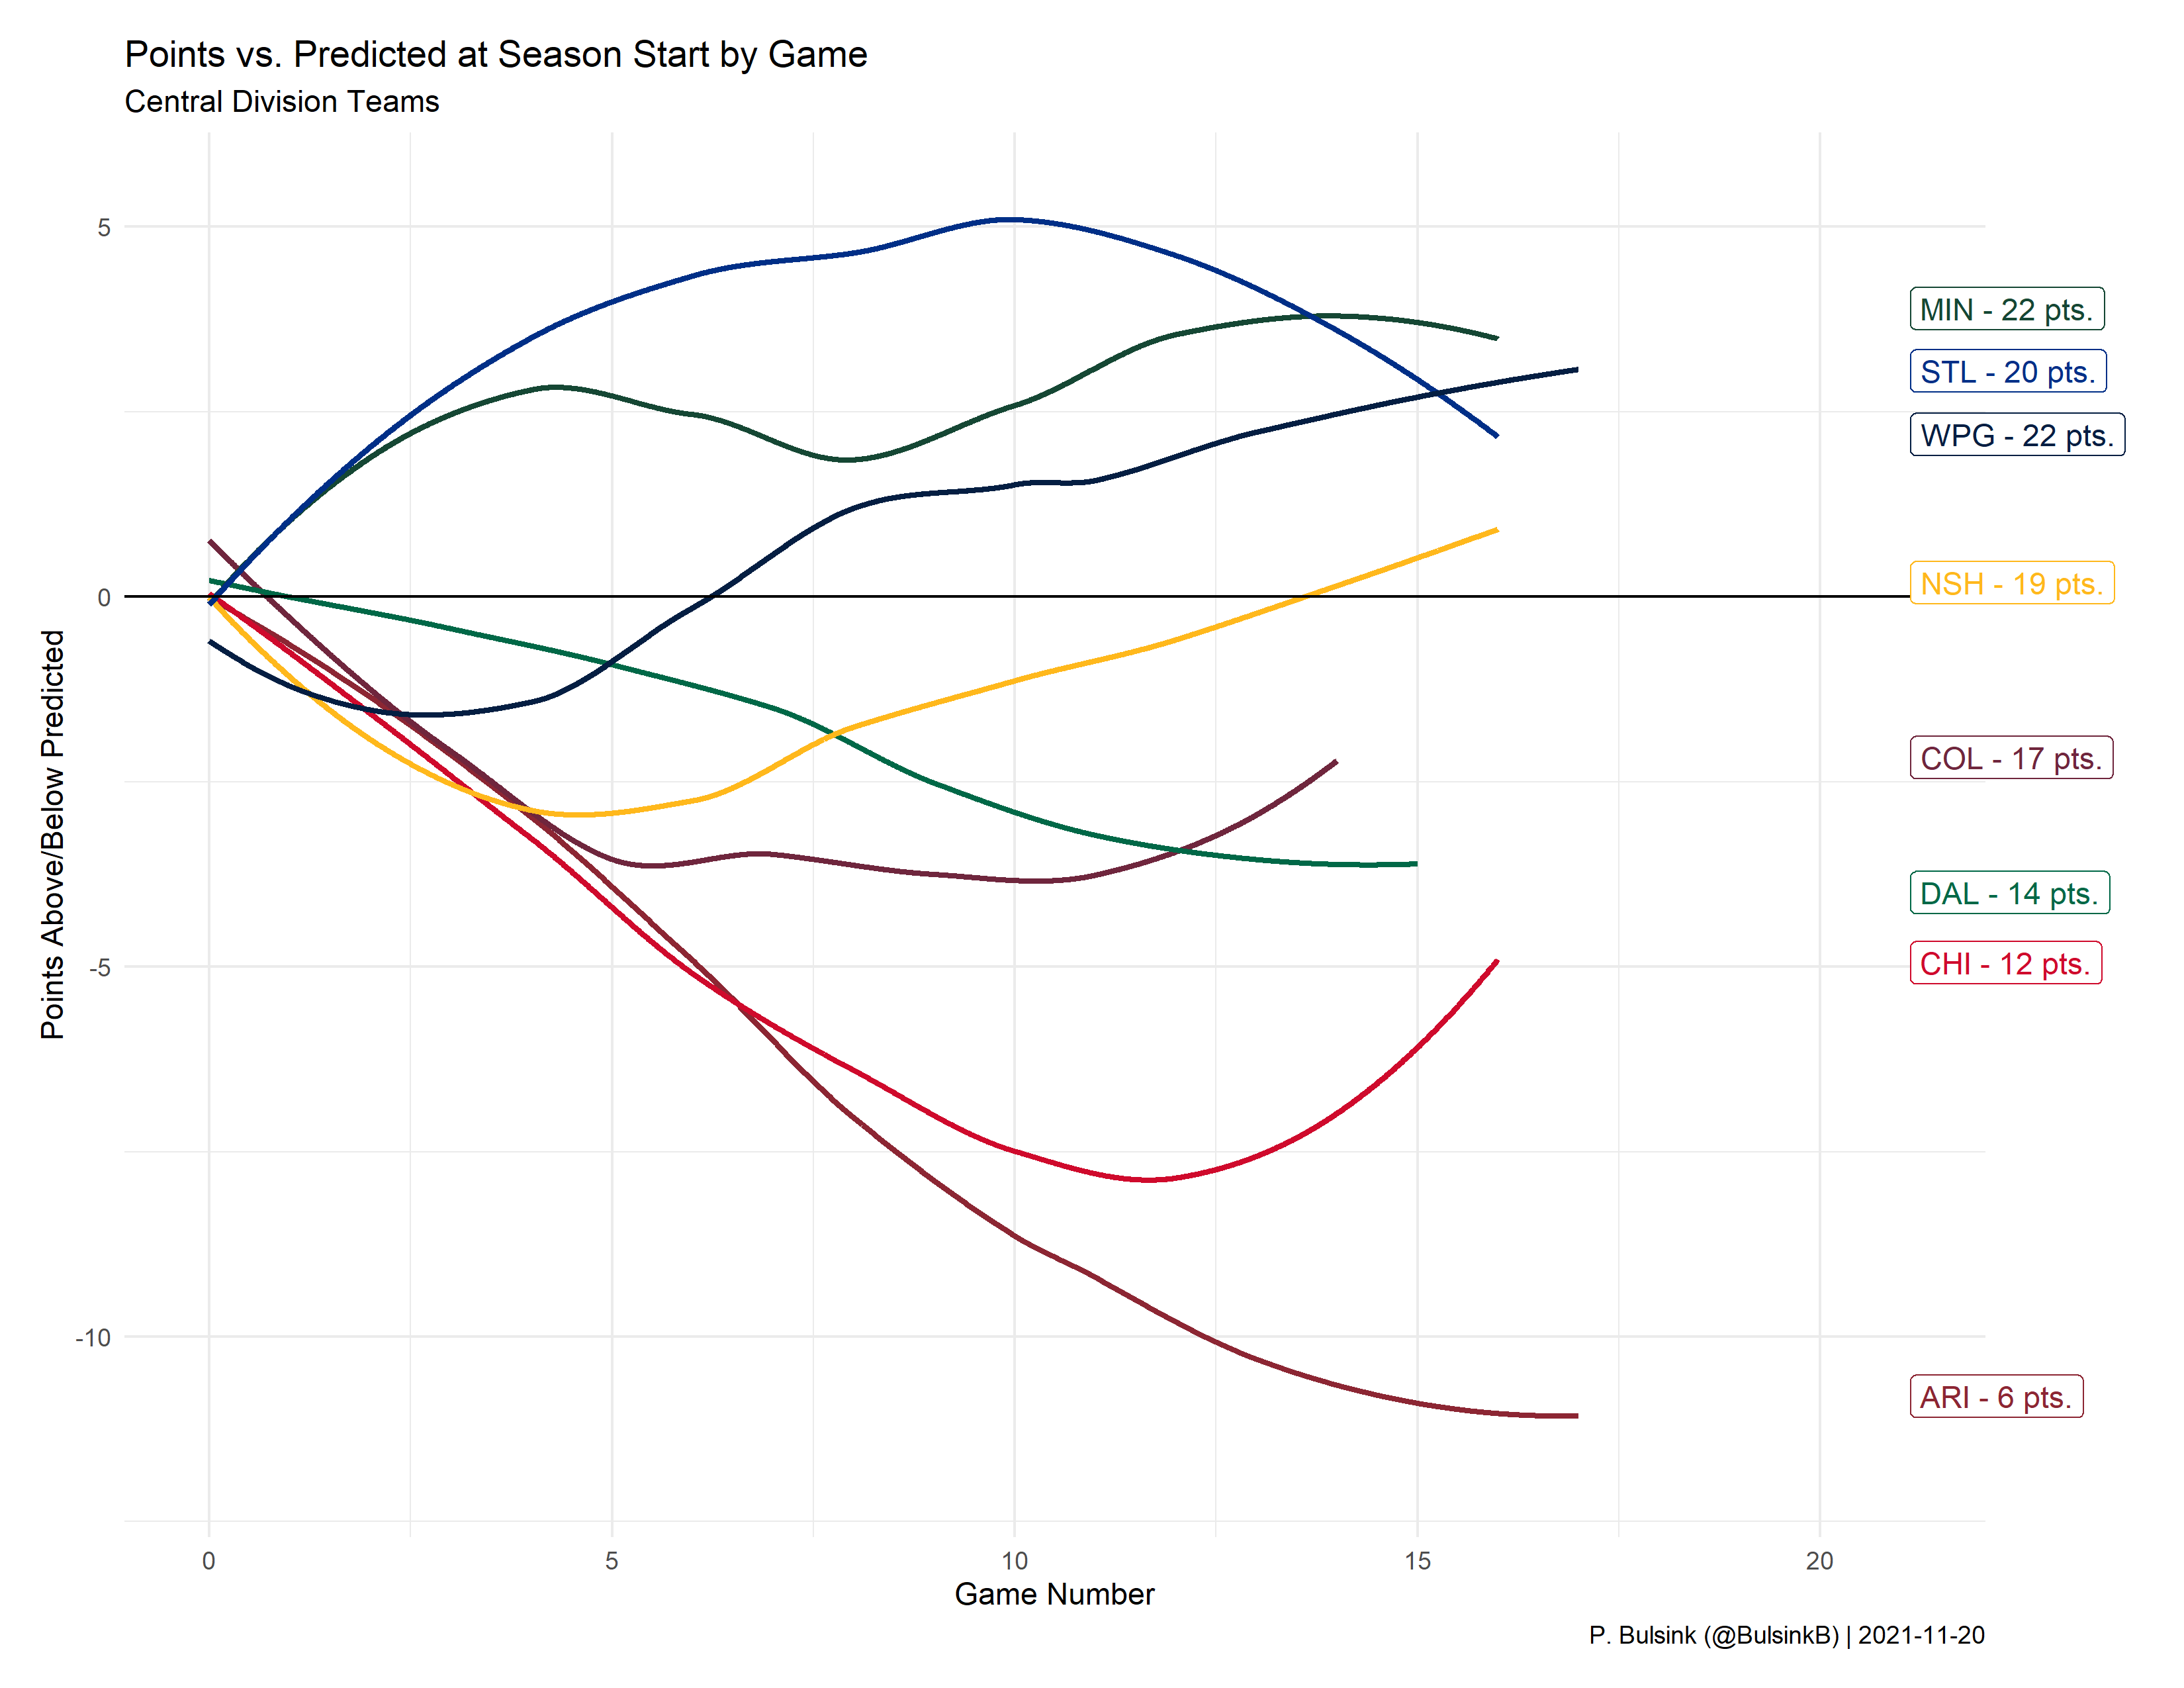 Points vs. Predicted at Season Start by Game
Central Division Teams
Points Above/Below Predicted
5
0
-5
-10
MIN - 22 pts.
STL - 20 pts.
WPG - 22 pts.
NSH - 19 pts.
COL - 17 pts.
DAL - 14 pts.
CHI - 12 pts.
ARI - 6 pts.
0 5 10 15 20
Game Number
P. Bulsink (@BulsinkB) | 2021-11-20